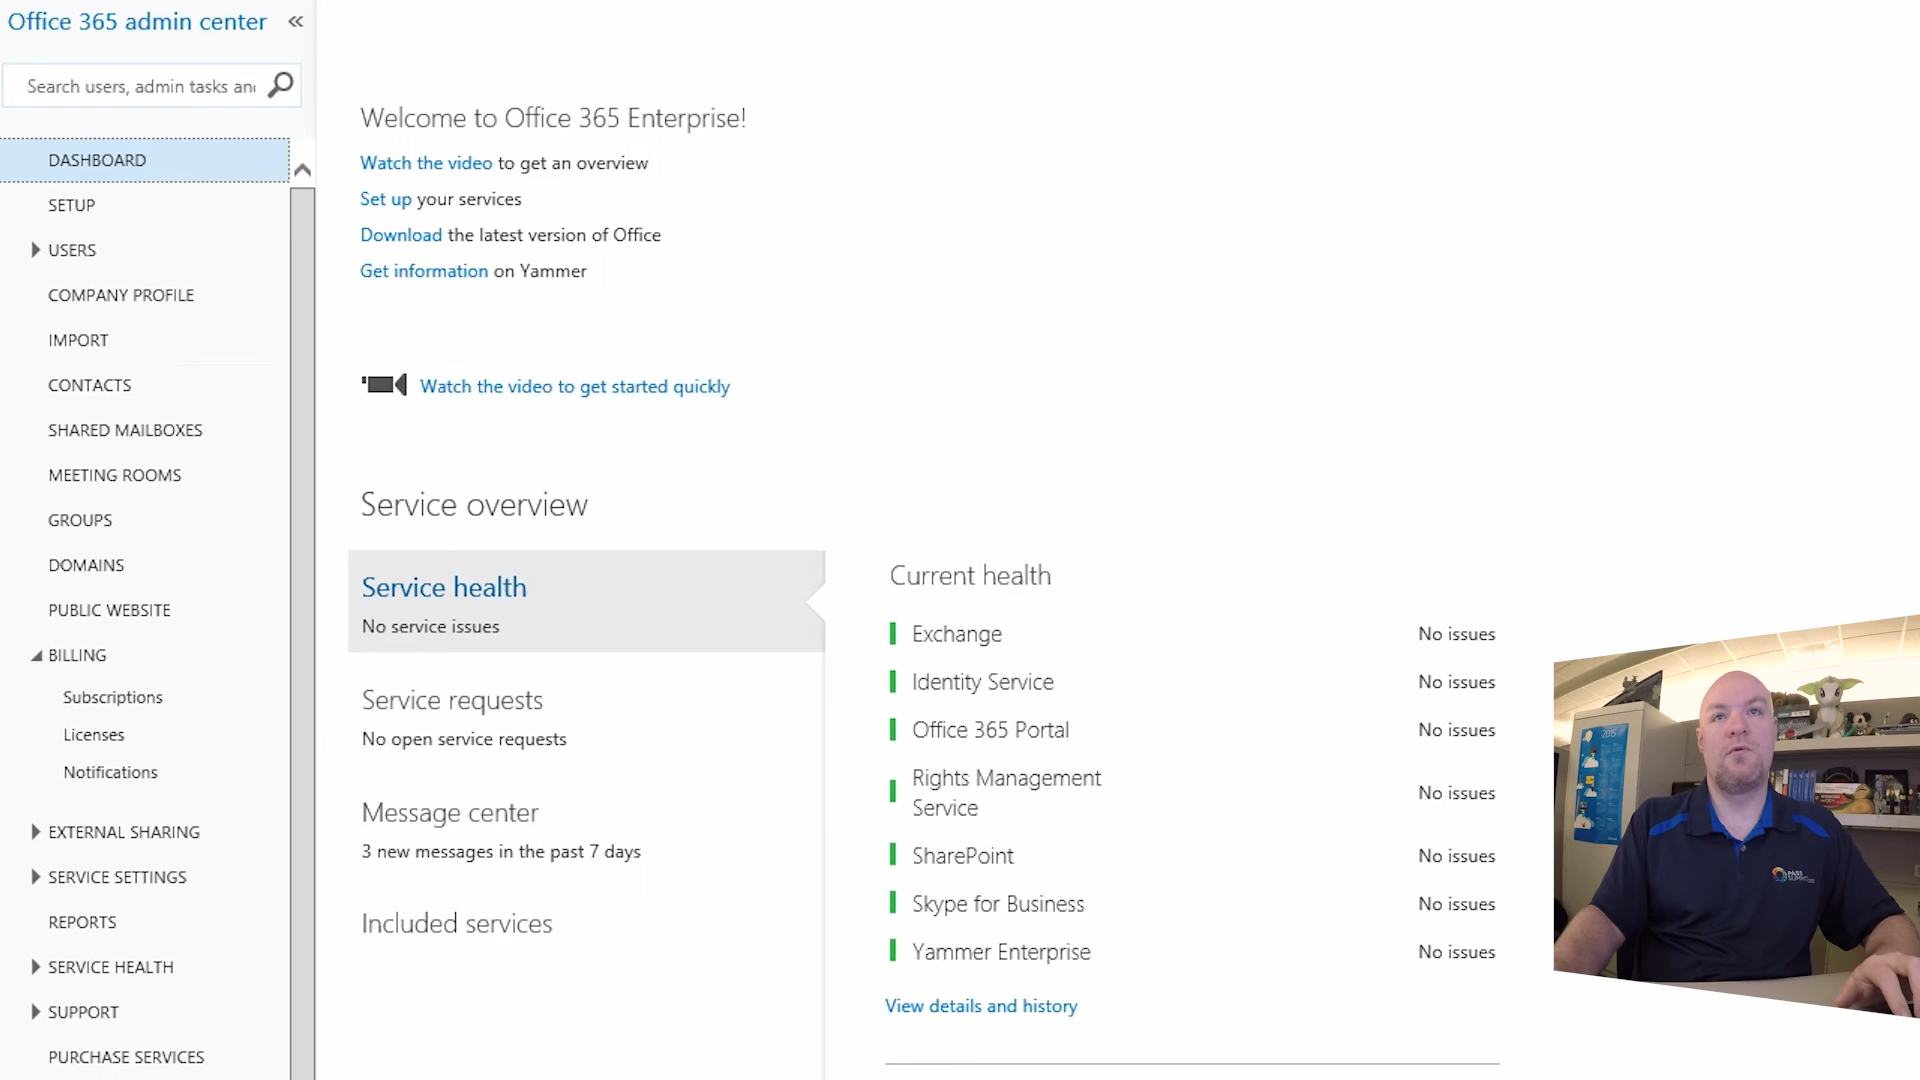 Office 365 admin center «
Search users, admin tasks an
DASHBOARD
SETUP
USERS
COMPANY PROFILE
IMPORT
CONTACTS
SHARED MAILBOXES
MEETING ROOMS
GROUPS
DOMAINS
PUBLIC WEBSITE
BILLING
Subscriptions
Licenses
Notifications
EXTERNAL SHARING
SERVICE SETTINGS
REPORTS
SERVICE HEALTH
SUPPORT
PURCHASE SERVICES
Welcome to Office 365 Enterprise!
Watch the video to get an overview
Set up your services
Download the latest version of Office
Get information on Yammer
Watch the video to get started quickly
Service overview
Service health
No service issues
Service requests
No open service requests
Message center
3 new messages in the past 7 days
Included services
Current health
Exchange No issues
Identity Service No issues
Office 365 Portal No issues
Rights Management
Service No issues
SharePoint No issues
Skype for Business No issues
Yammer Enterprise No issues
View details and history
2015
PASS
SUMMIT